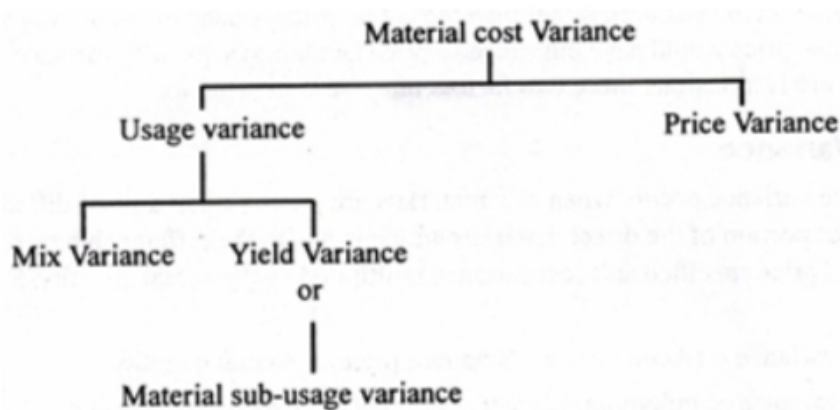 Material cost Variance
Usage variance
Price Variance
Mix Variance
Yield Variance
or
Material sub-usage variance